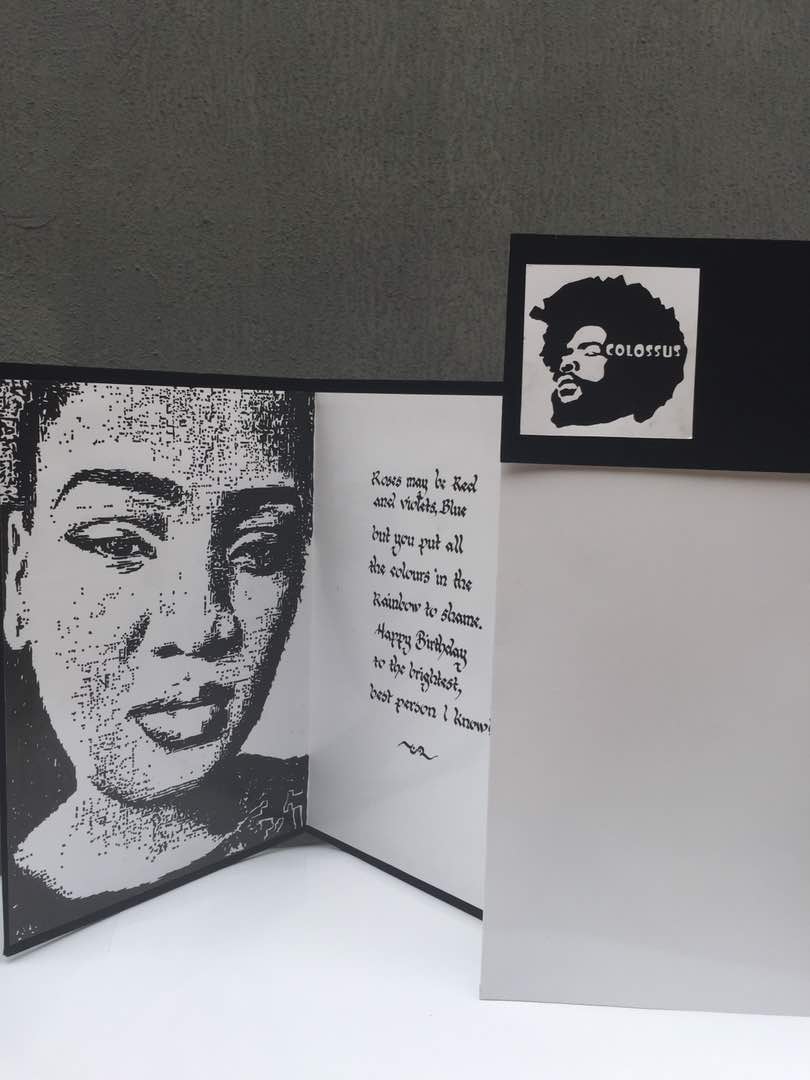 Roses may be Red
and violets, Blue
but you put all
the colours in the
Rainbow to shame.
Happy Birthday
to the brightest,
best person I know!
COLOSSUS